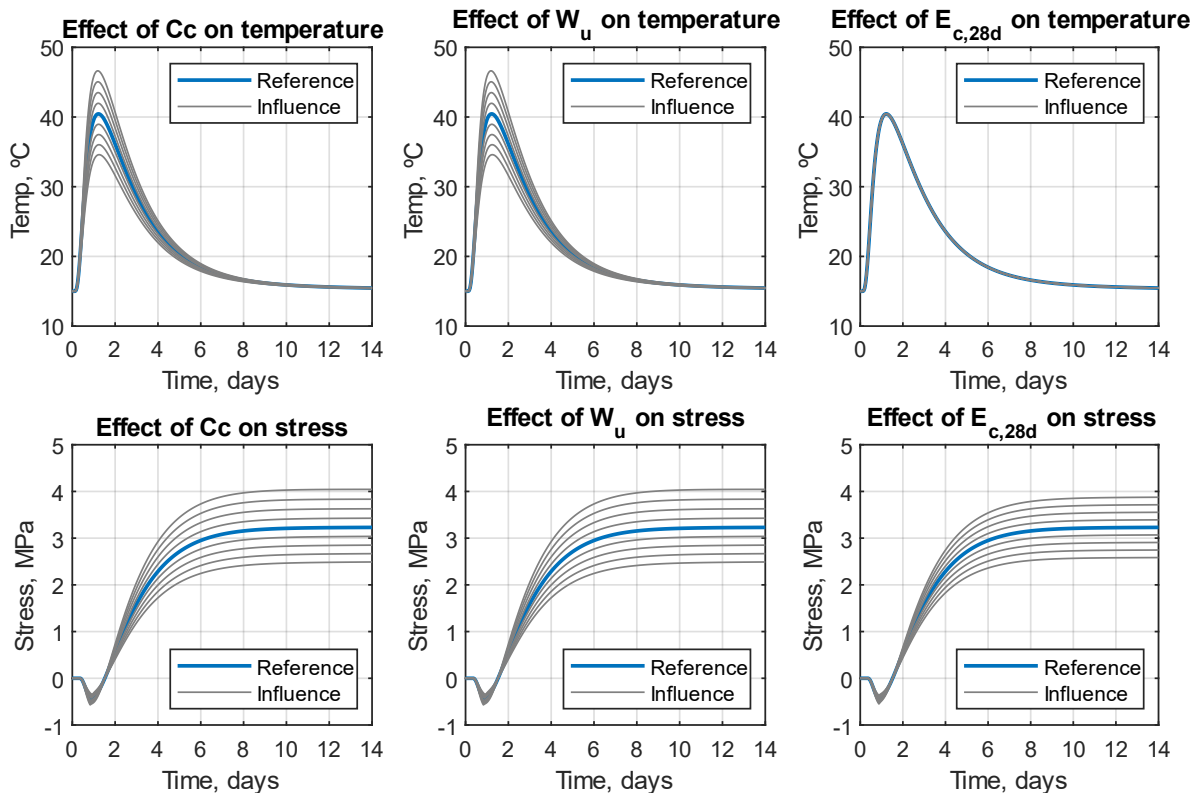 Effect of Cc on temperature
50
40
30
20
10
Temp, ºC
Reference
Influence
0 2 4 6 8 10 12 14
Time, days
Effect of W_u on temperature
50
40
30
20
10
Temp, ºC
Reference
Influence
0 2 4 6 8 10 12 14
Time, days
Effect of E_c,28d on temperature
50
40
30
20
10
Temp, ºC
Reference
Influence
0 2 4 6 8 10 12 14
Time, days
Effect of Cc on stress
5
4
3
2
1
0
-1
Stress, MPa
Reference
Influence
0 2 4 6 8 10 12 14
Time, days
Effect of W_u on stress
5
4
3
2
1
0
-1
Stress, MPa
Reference
Influence
0 2 4 6 8 10 12 14
Time, days
Effect of E_c,28d on stress
5
4
3
2
1
0
-1
Stress, MPa
Reference
Influence
0 2 4 6 8 10 12 14
Time, days